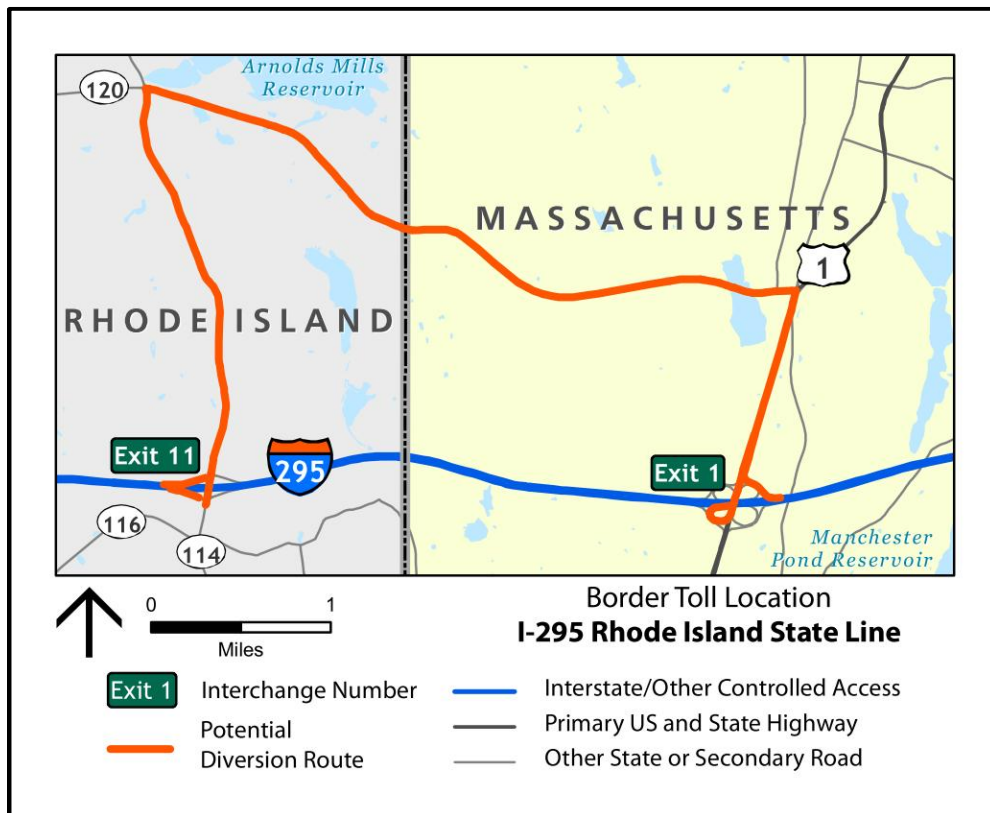 Arnolds Mills
Reservoir
120
MASSACHUSETTS
1
RHODE ISLAND
Exit 11
295
Exit 1
116
114
Manchester
Pond Reservoir
0 1
Miles
Border Toll Location
I-295 Rhode Island State Line
Exit 1 Interchange Number
Potential
Diversion Route
Interstate/Other Controlled Access
Primary US and State Highway
Other State or Secondary Road